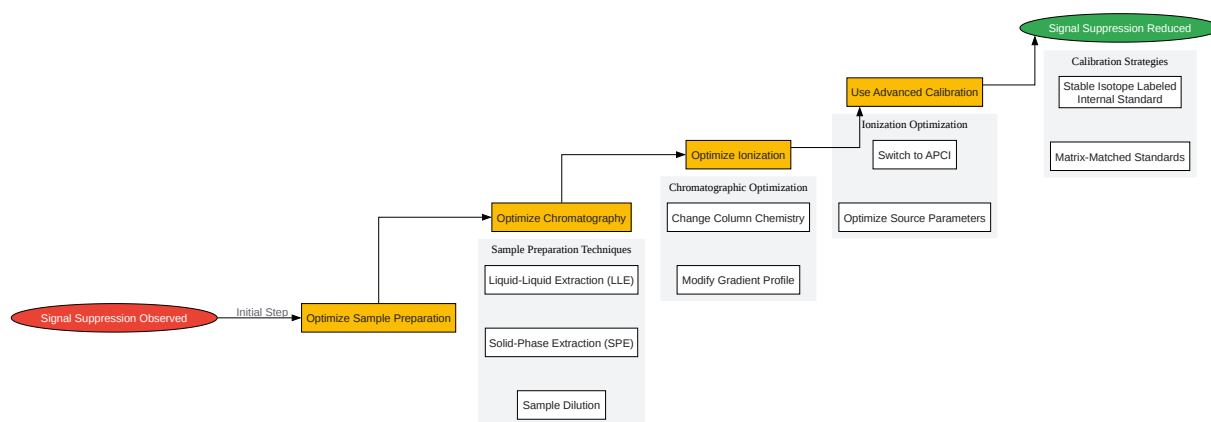 Signal Suppression Observed
Initial Step
Optimize Sample Preparation
Optimize Chromatography
Sample Preparation Techniques
Liquid-Liquid Extraction (LLE)
Solid-Phase Extraction (SPE)
Sample Dilution
Optimize Ionization
Chromatographic Optimization
Change Column Chemistry
Modify Gradient Profile
Use Advanced Calibration
Ionization Optimization
Switch to APCI
Optimize Source Parameters
Signal Suppression Reduced
Calibration Strategies
Stable Isotope Labeled
Internal Standard
Matrix-Matched Standards